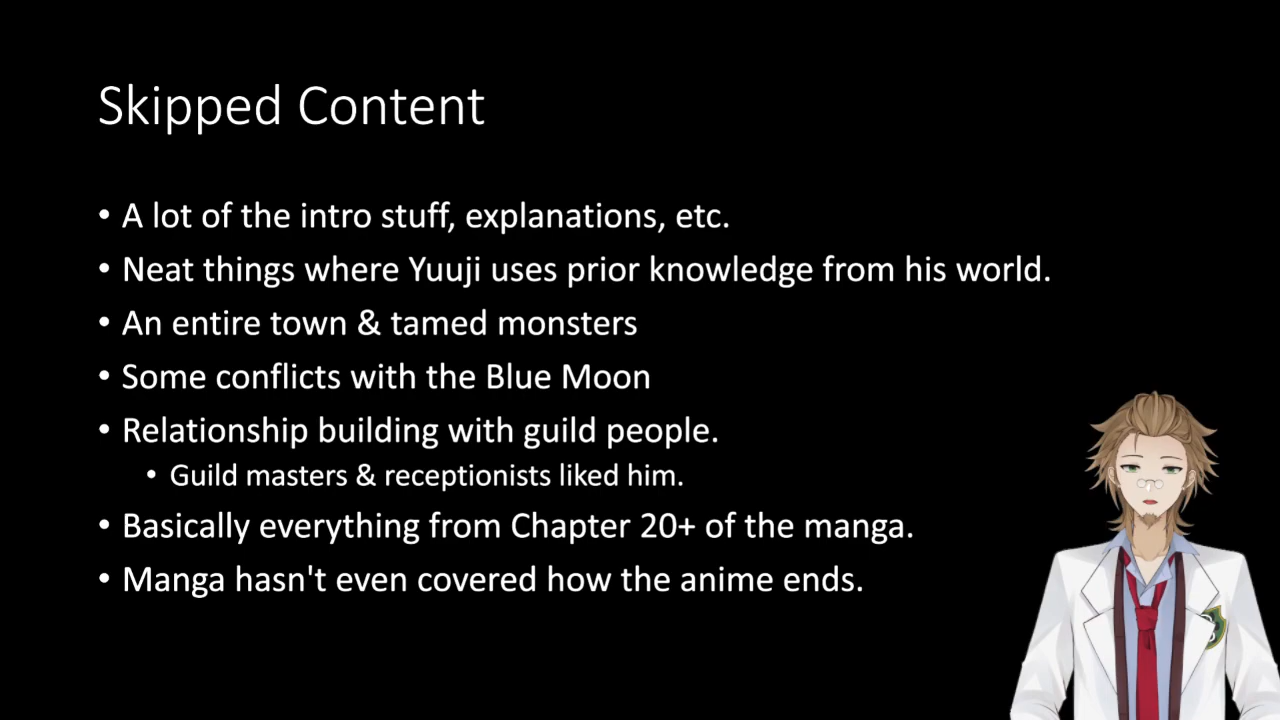 Skipped Content
• A lot of the intro stuff, explanations, etc.
• Neat things where Yuuji uses prior knowledge from his world.
• An entire town & tamed monsters
• Some conflicts with the Blue Moon
• Relationship building with guild people.
• Guild masters & receptionists liked him.
• Basically everything from Chapter 20+ of the manga.
• Manga hasn't even covered how the anime ends.